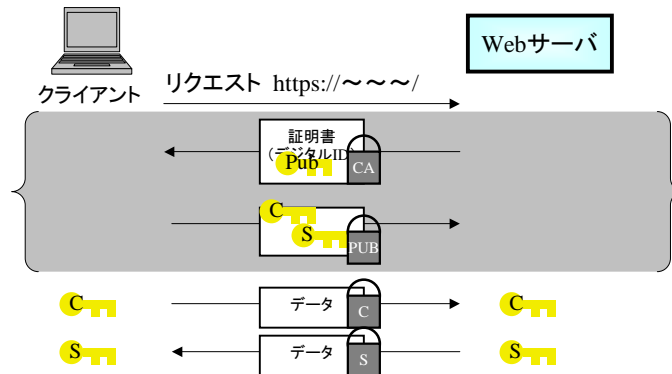 Webサーバ
クライアント
リクエスト https://～～～/
証明書
(デジタルID)
Pub
CA
C
S
PUB
C
データ
C
C
S
データ
S
S